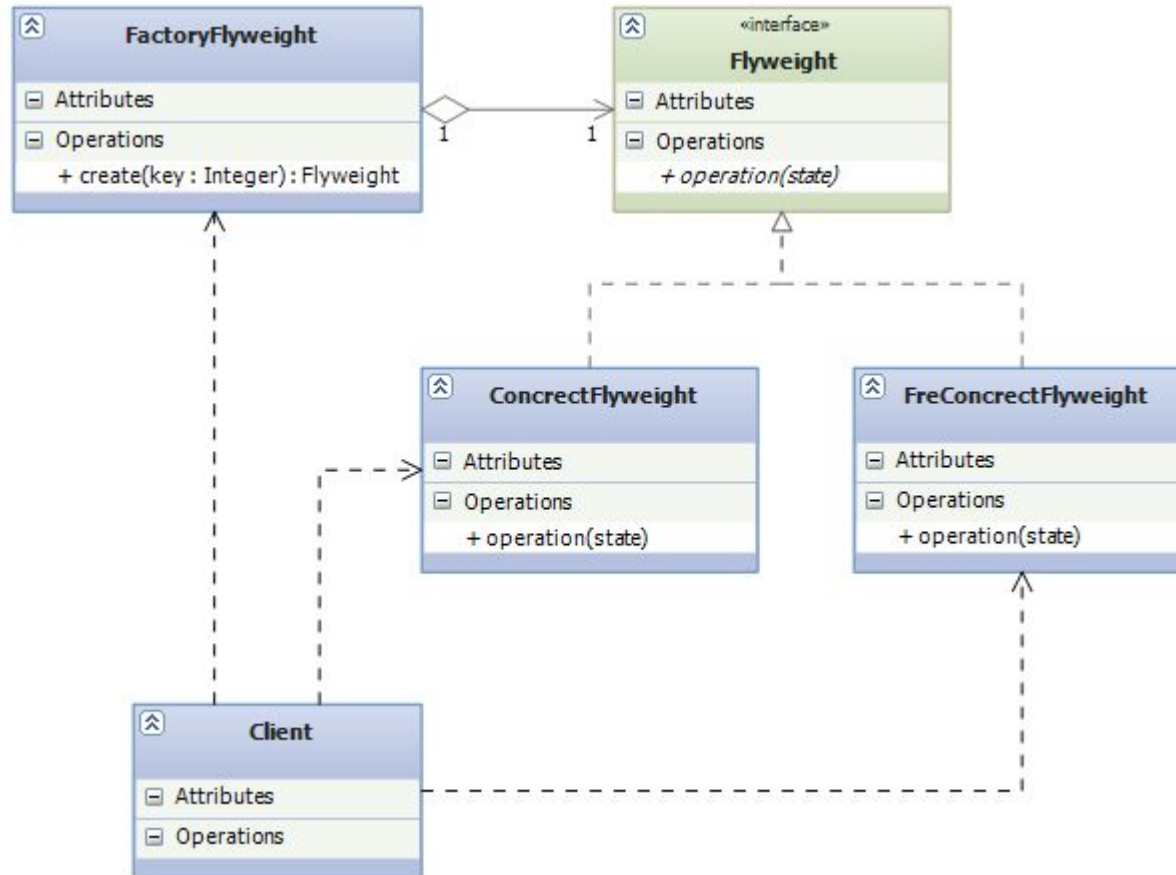 FactoryFlyweight
Attributes
Operations
+ create(key : Integer) : Flyweight
1
1
«interface»
Flyweight
Attributes
Operations
+ operation(state)
ConcrectFlyweight
Attributes
Operations
+ operation(state)
FreConcrectFlyweight
Attributes
Operations
+ operation(state)
Client
Attributes
Operations